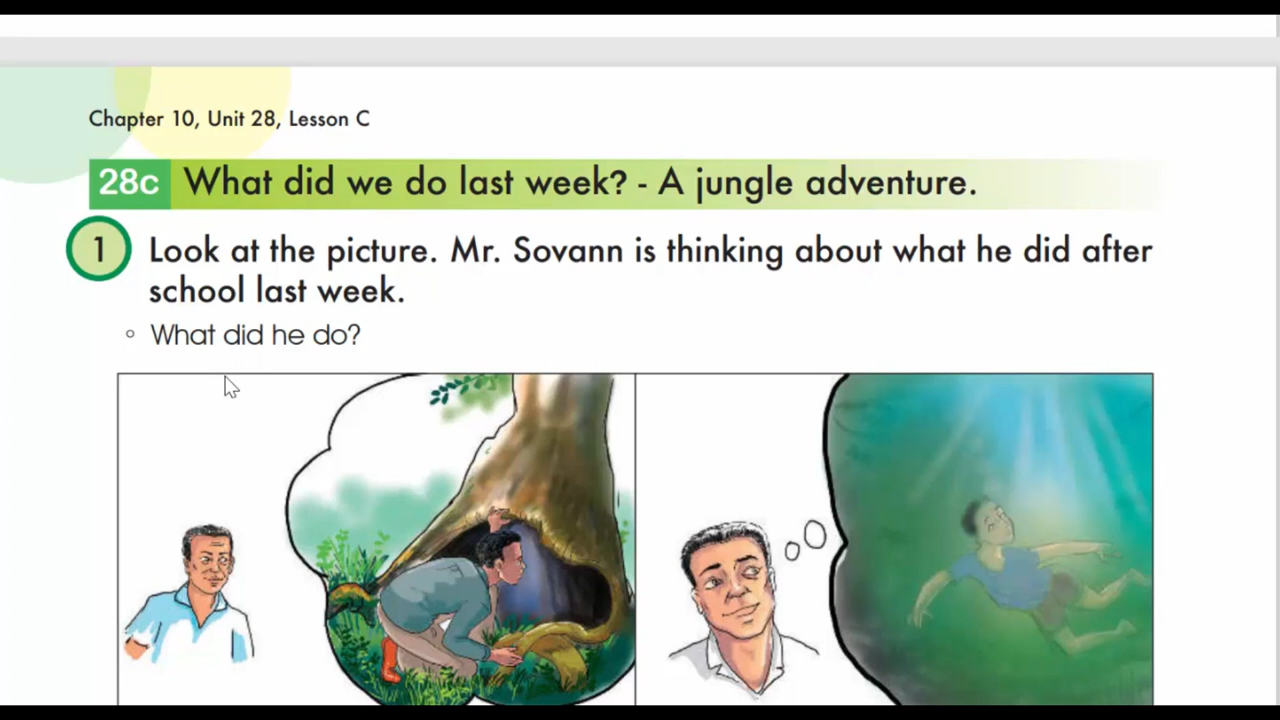 Chapter 10, Unit 28, Lesson C
28c What did we do last week? - A jungle adventure.
1 Look at the picture. Mr. Sovann is thinking about what he did after
school last week.
◦ What did he do?